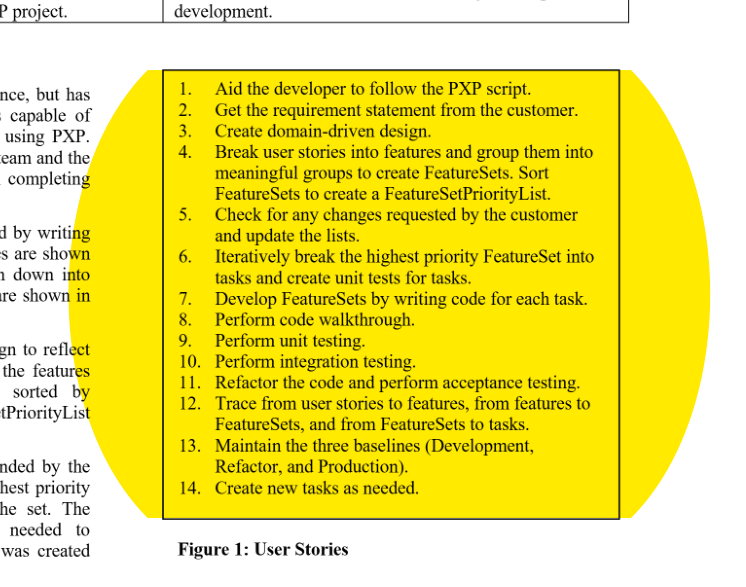 P project.
development.
nce, but has
capable of
using PXP.
eam and the
completing
d by writing
es are shown
n down into
are shown in
gn to reflect
the features
sorted by
tPriorityList
nded by the
hest priority
he set. The
needed to
was created
1. Aid the developer to follow the PXP script.
2. Get the requirement statement from the customer.
3. Create domain-driven design.
4. Break user stories into features and group them into
meaningful groups to create FeatureSets. Sort
FeatureSets to create a FeatureSetPriorityList.
5. Check for any changes requested by the customer
and update the lists.
6. Iteratively break the highest priority FeatureSet into
tasks and create unit tests for tasks.
7. Develop FeatureSets by writing code for each task.
8. Perform code walkthrough.
9. Perform unit testing.
10. Perform integration testing.
11. Refactor the code and perform acceptance testing.
12. Trace from user stories to features, from features to
FeatureSets, and from FeatureSets to tasks.
13. Maintain the three baselines (Development,
Refactor, and Production).
14. Create new tasks as needed.
Figure 1: User Stories